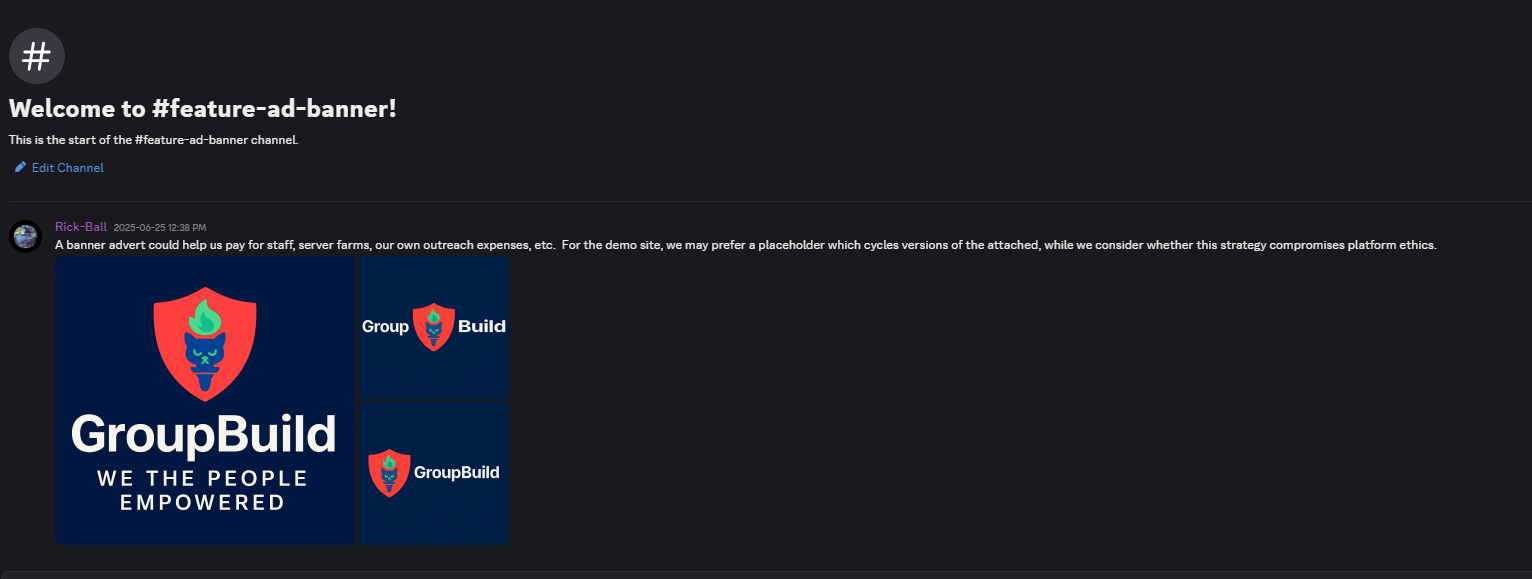 #
Welcome to #feature-ad-banner!
This is the start of the #feature-ad-banner channel.
Edit Channel
Rick-Ball 2025-06-25 12:38 PM
A banner advert could help us pay for staff, server farms, our own outreach expenses, etc.  For the demo site, we may prefer a placeholder which cycles versions of the attached, while we consider whether this strategy compromises platform ethics.
GroupBuild
WE THE PEOPLE
EMPOWERED
Group Build
GroupBuild